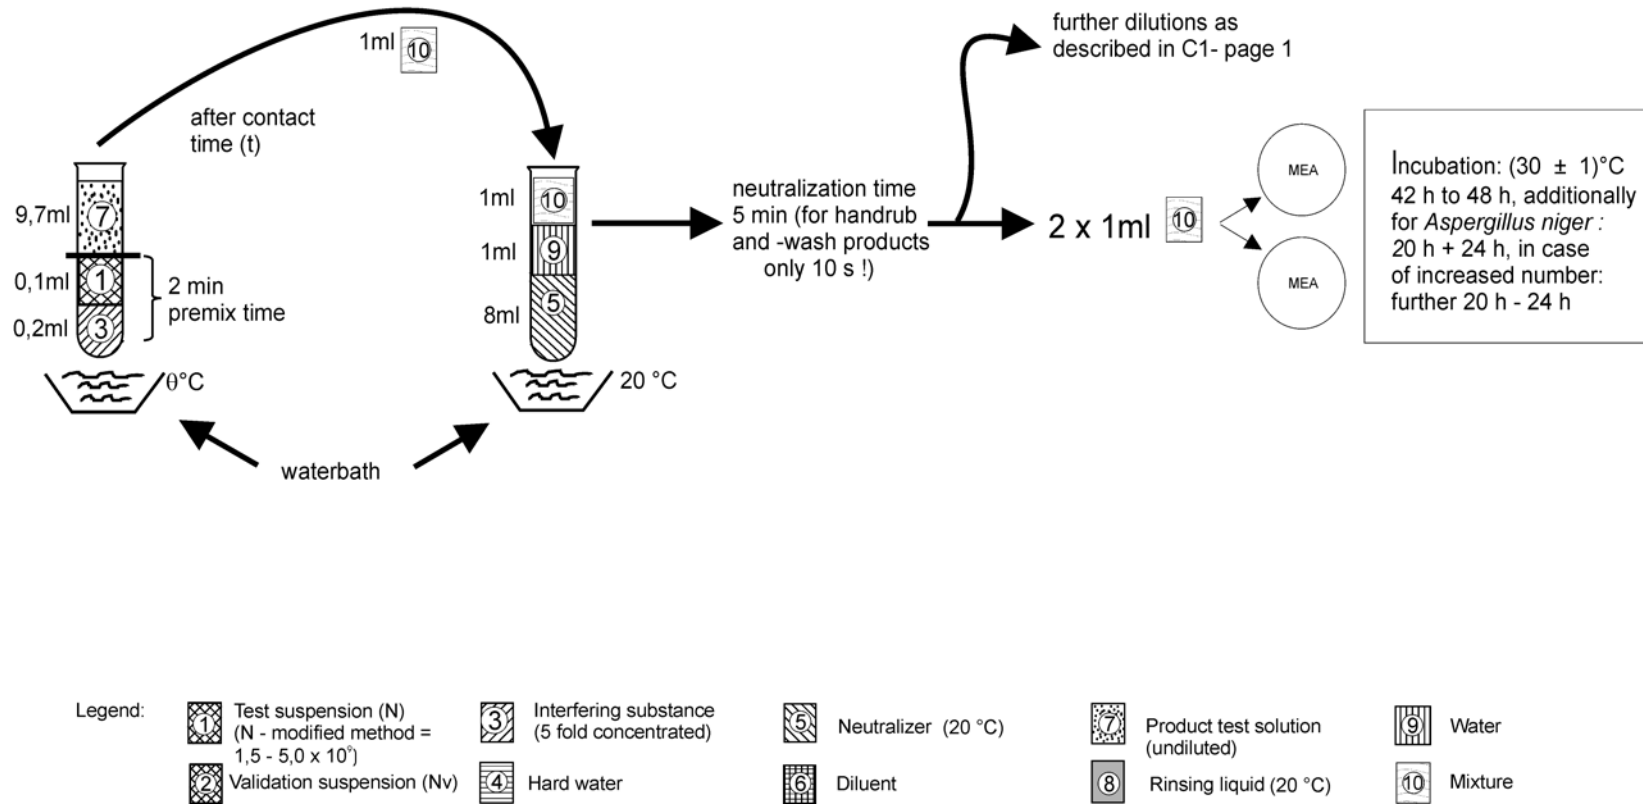 1ml
10
further dilutions as
described in C1- page 1
after contact
time (t)
9,7ml
7
0,1ml
1
0,2ml
3
2 min
premix time
θ°C
1ml
10
1ml
9
8ml
5
20 °C
waterbath
neutralization time
5 min (for handrub
and -wash products
only 10 s !)
2 x 1ml
10
MEA
MEA
Incubation: (30 ± 1)°C
42 h to 48 h, additionally
for Aspergillus niger :
20 h + 24 h, in case
of increased number:
further 20 h - 24 h
Legend:
1 Test suspension (N)
(N - modified method =
1,5 - 5,0 x 10⁹)
2 Validation suspension (Nv)
3 Interfering substance
(5 fold concentrated)
4 Hard water
5 Neutralizer (20 °C)
6 Diluent
7 Product test solution
(undiluted)
8 Rinsing liquid (20 °C)
9 Water
10 Mixture